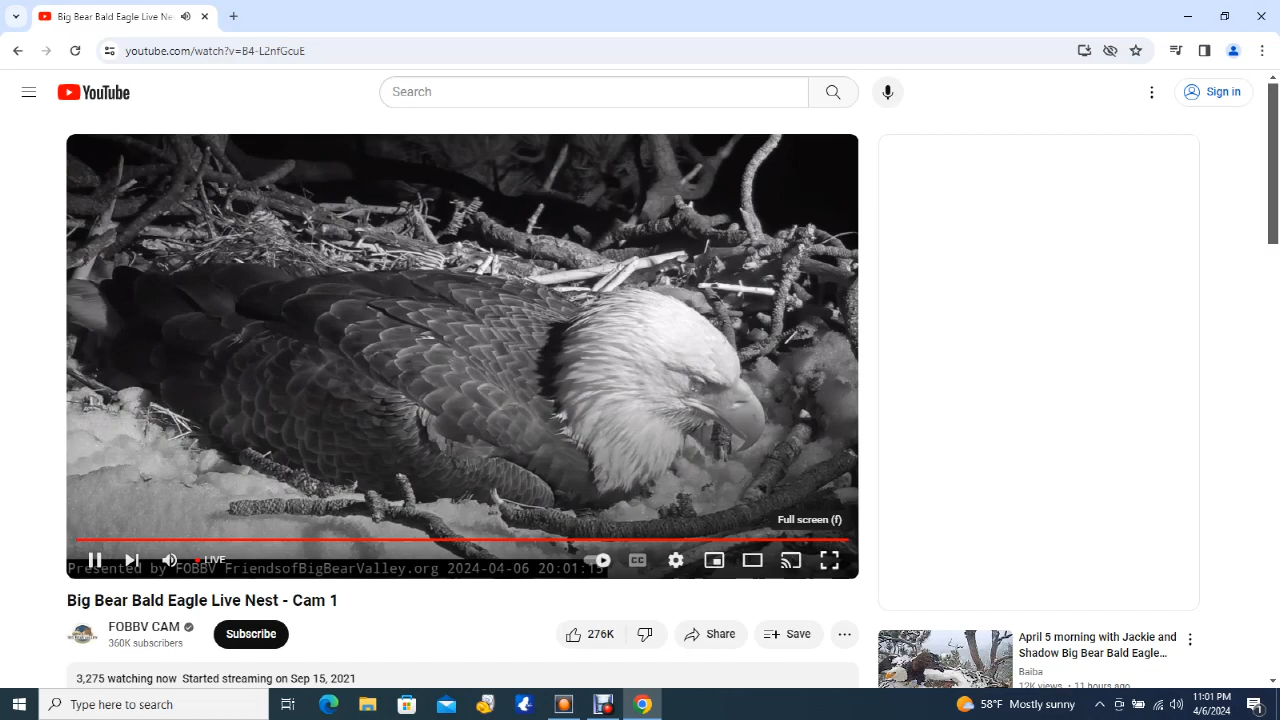 Big Bear Bald Eagle Live Ne
youtube.com/watch?v=B4-L2nfGcuE
YouTube
Search
Sign in
Full screen (f)
LIVE
CC
Presented by FOBBV FriendsofBigBearValley.org 2024-04-06 20:01:15
Big Bear Bald Eagle Live Nest - Cam 1
FOBBV CAM
360K subscribers
Subscribe
276K
Share
Save
3,275 watching now Started streaming on Sep 15, 2021
April 5 morning with Jackie and
Shadow Big Bear Bald Eagle...
Baiba
12K views • 11 hours ago
Type here to search
58°F Mostly sunny
11:01 PM
4/6/2024